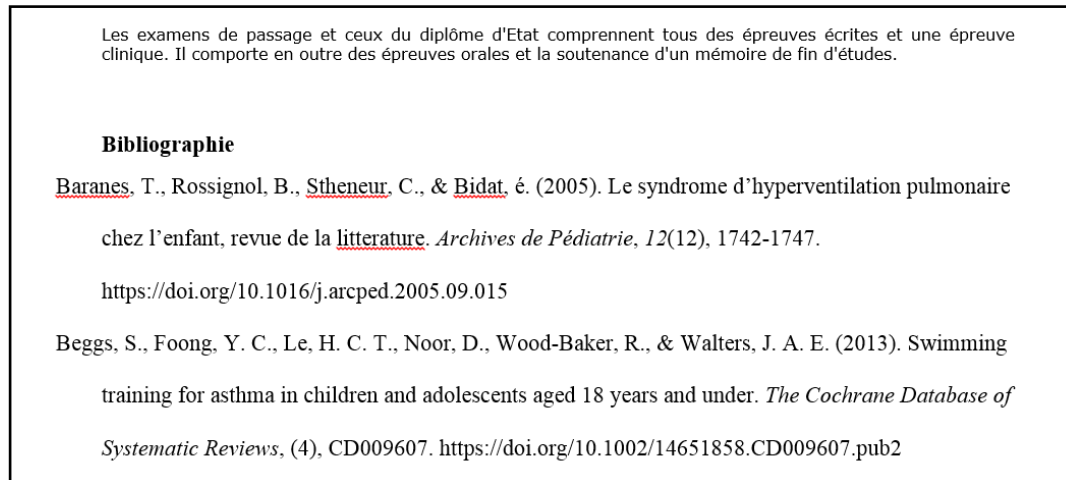 Les examens de passage et ceux du diplôme d'Etat comprennent tous des épreuves écrites et une épreuve
clinique. Il comporte en outre des épreuves orales et la soutenance d'un mémoire de fin d'études.
Bibliographie
Baranes, T., Rossignol, B., Stheneur, C., & Bidat, é. (2005). Le syndrome d’hyperventilation pulmonaire
chez l’enfant, revue de la litterature. Archives de Pédiatrie, 12(12), 1742-1747.
https://doi.org/10.1016/j.arcped.2005.09.015
Beggs, S., Foong, Y. C., Le, H. C. T., Noor, D., Wood-Baker, R., & Walters, J. A. E. (2013). Swimming
training for asthma in children and adolescents aged 18 years and under. The Cochrane Database of
Systematic Reviews, (4), CD009607. https://doi.org/10.1002/14651858.CD009607.pub2